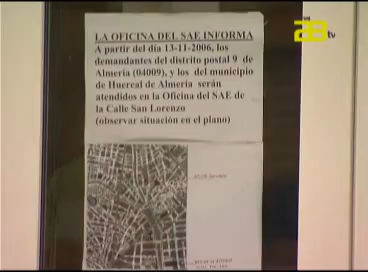 LA OFICINA DEL SAE INFORMA
A partir del día 13-11-2006, los
demandantes del distrito postal 9 de
Almería (04009), y los del municipio
de Huercal de Almería serán
atendidos en la Oficina del SAE de
la Calle San Lorenzo
(observar situación en el plano)
tv